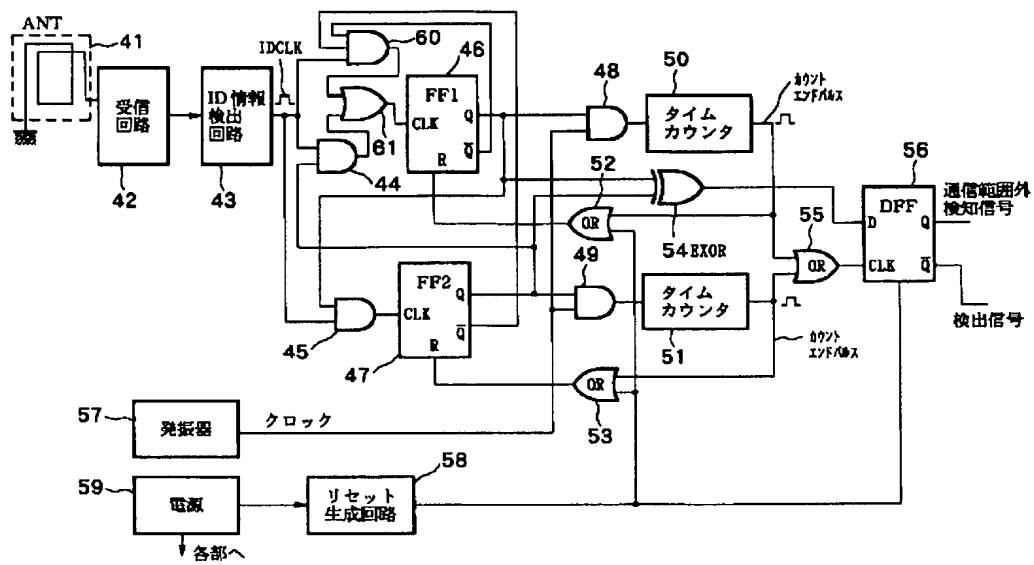 ANT
41
受信
回路
42
ID 情報
検出
回路
43
IDCLK
60
61
44
46
FF1
CLK
Q
Q̅
R
48
50
タイム
カウンタ
カウント
エンドパルス
52
OR
54 EXOR
56
DFF
D
Q
CLK
Q̅
通信範囲外
検知信号
検出信号
55
OR
49
タイム
カウンタ
51
カウント
エンドパルス
45
FF2
CLK
Q
Q̅
R
47
OR
53
57
発振器
クロック
59
電源
各部へ
58
リセット
生成回路